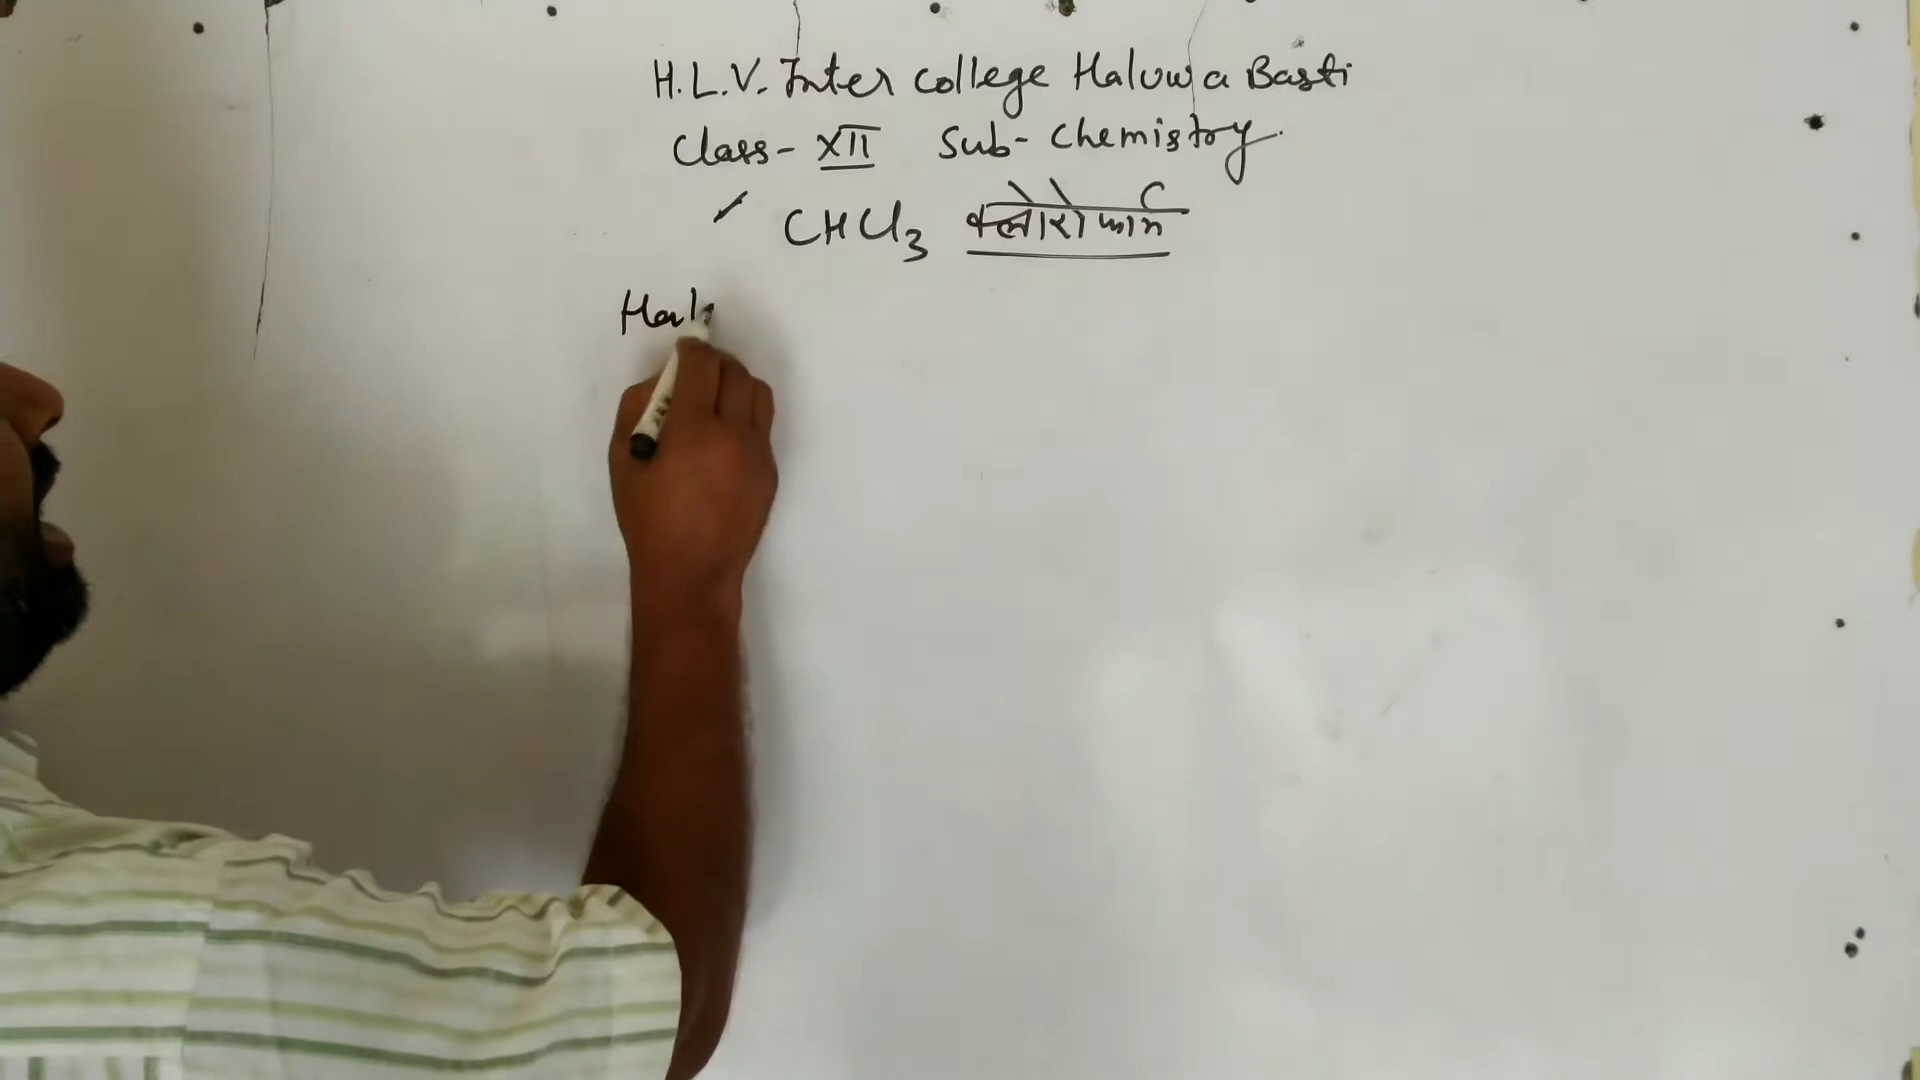 H.L.V. Inter College Haluwa Basti
Class- XII Sub- Chemistry.
CHCl3 क्लोरोफार्म
Hal